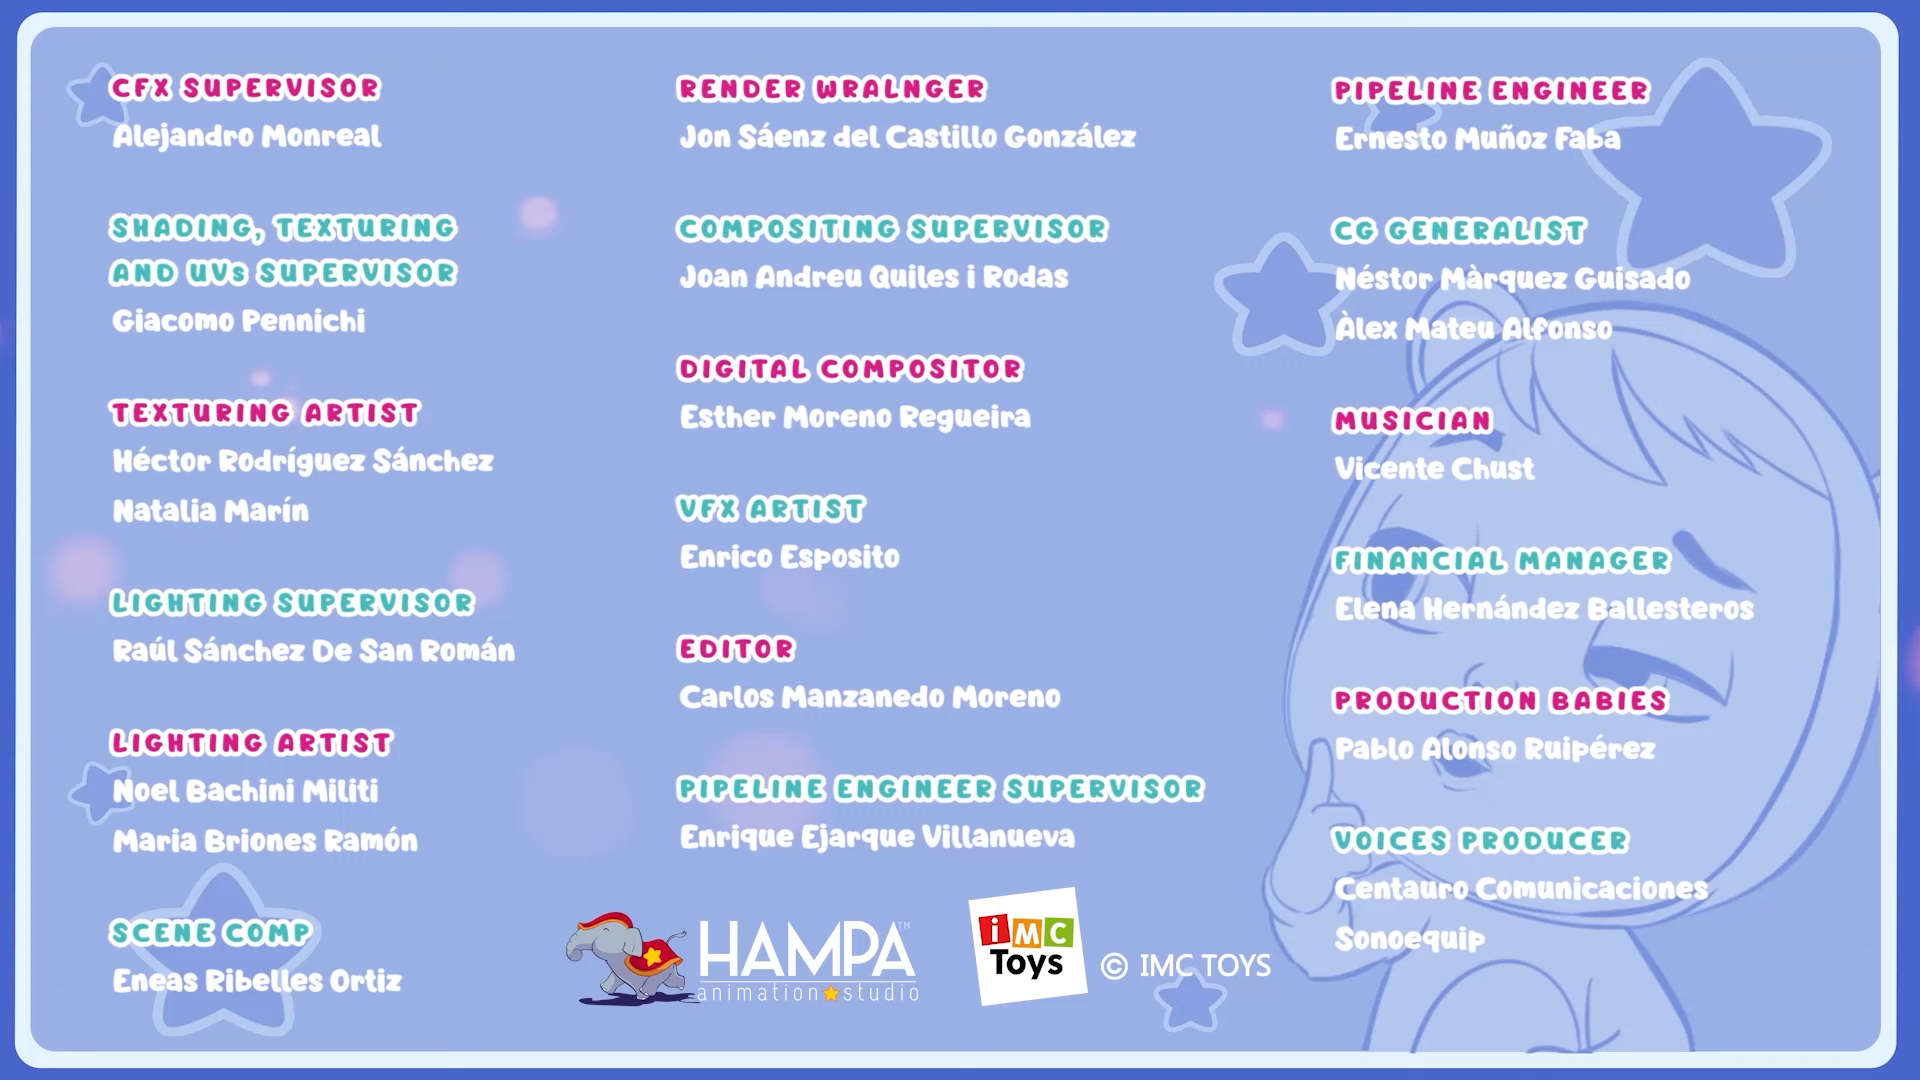 CFX SUPERVISOR
Alejandro Monreal
SHADING, TEXTURING
AND UVs SUPERVISOR
Giacomo Pennichi
TEXTURING ARTIST
Héctor Rodríguez Sánchez
Natalia Marín
LIGHTING SUPERVISOR
Raúl Sánchez De San Román
LIGHTING ARTIST
Noel Bachini Militi
Maria Briones Ramón
SCENE COMP
Eneas Ribelles Ortiz
RENDER WRALNGER
Jon Sáenz del Castillo González
COMPOSITING SUPERVISOR
Joan Andreu Quiles i Rodas
DIGITAL COMPOSITOR
Esther Moreno Regueira
VFX ARTIST
Enrico Esposito
EDITOR
Carlos Manzanedo Moreno
PIPELINE ENGINEER SUPERVISOR
Enrique Ejarque Villanueva
HAMPA™
animation studio
iMC
Toys
© IMC TOYS
PIPELINE ENGINEER
Ernesto Muñoz Faba
CG GENERALIST
Néstor Màrquez Guisado
Àlex Mateu Alfonso
MUSICIAN
Vicente Chust
FINANCIAL MANAGER
Elena Hernández Ballesteros
PRODUCTION BABIES
Pablo Alonso Ruipérez
VOICES PRODUCER
Centauro Comunicaciones
Sonoequip